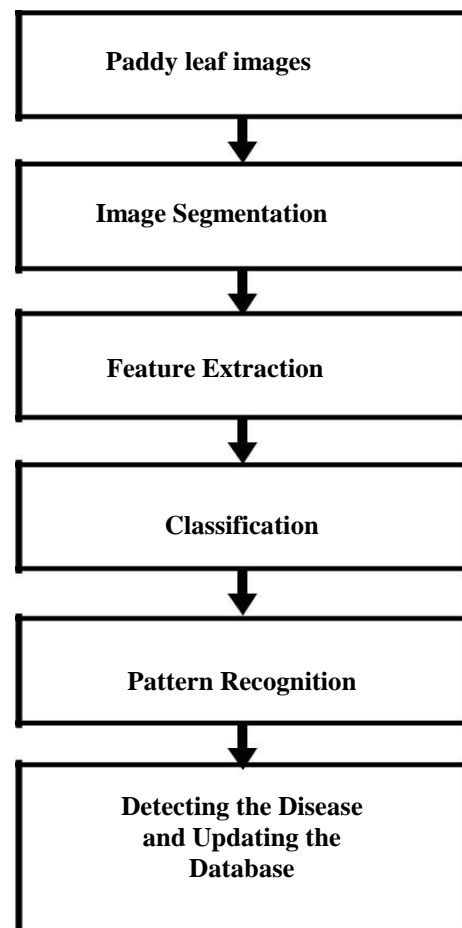 Paddy leaf images
Image Segmentation
Feature Extraction
Classification
Pattern Recognition
Detecting the Disease
and Updating the
Database